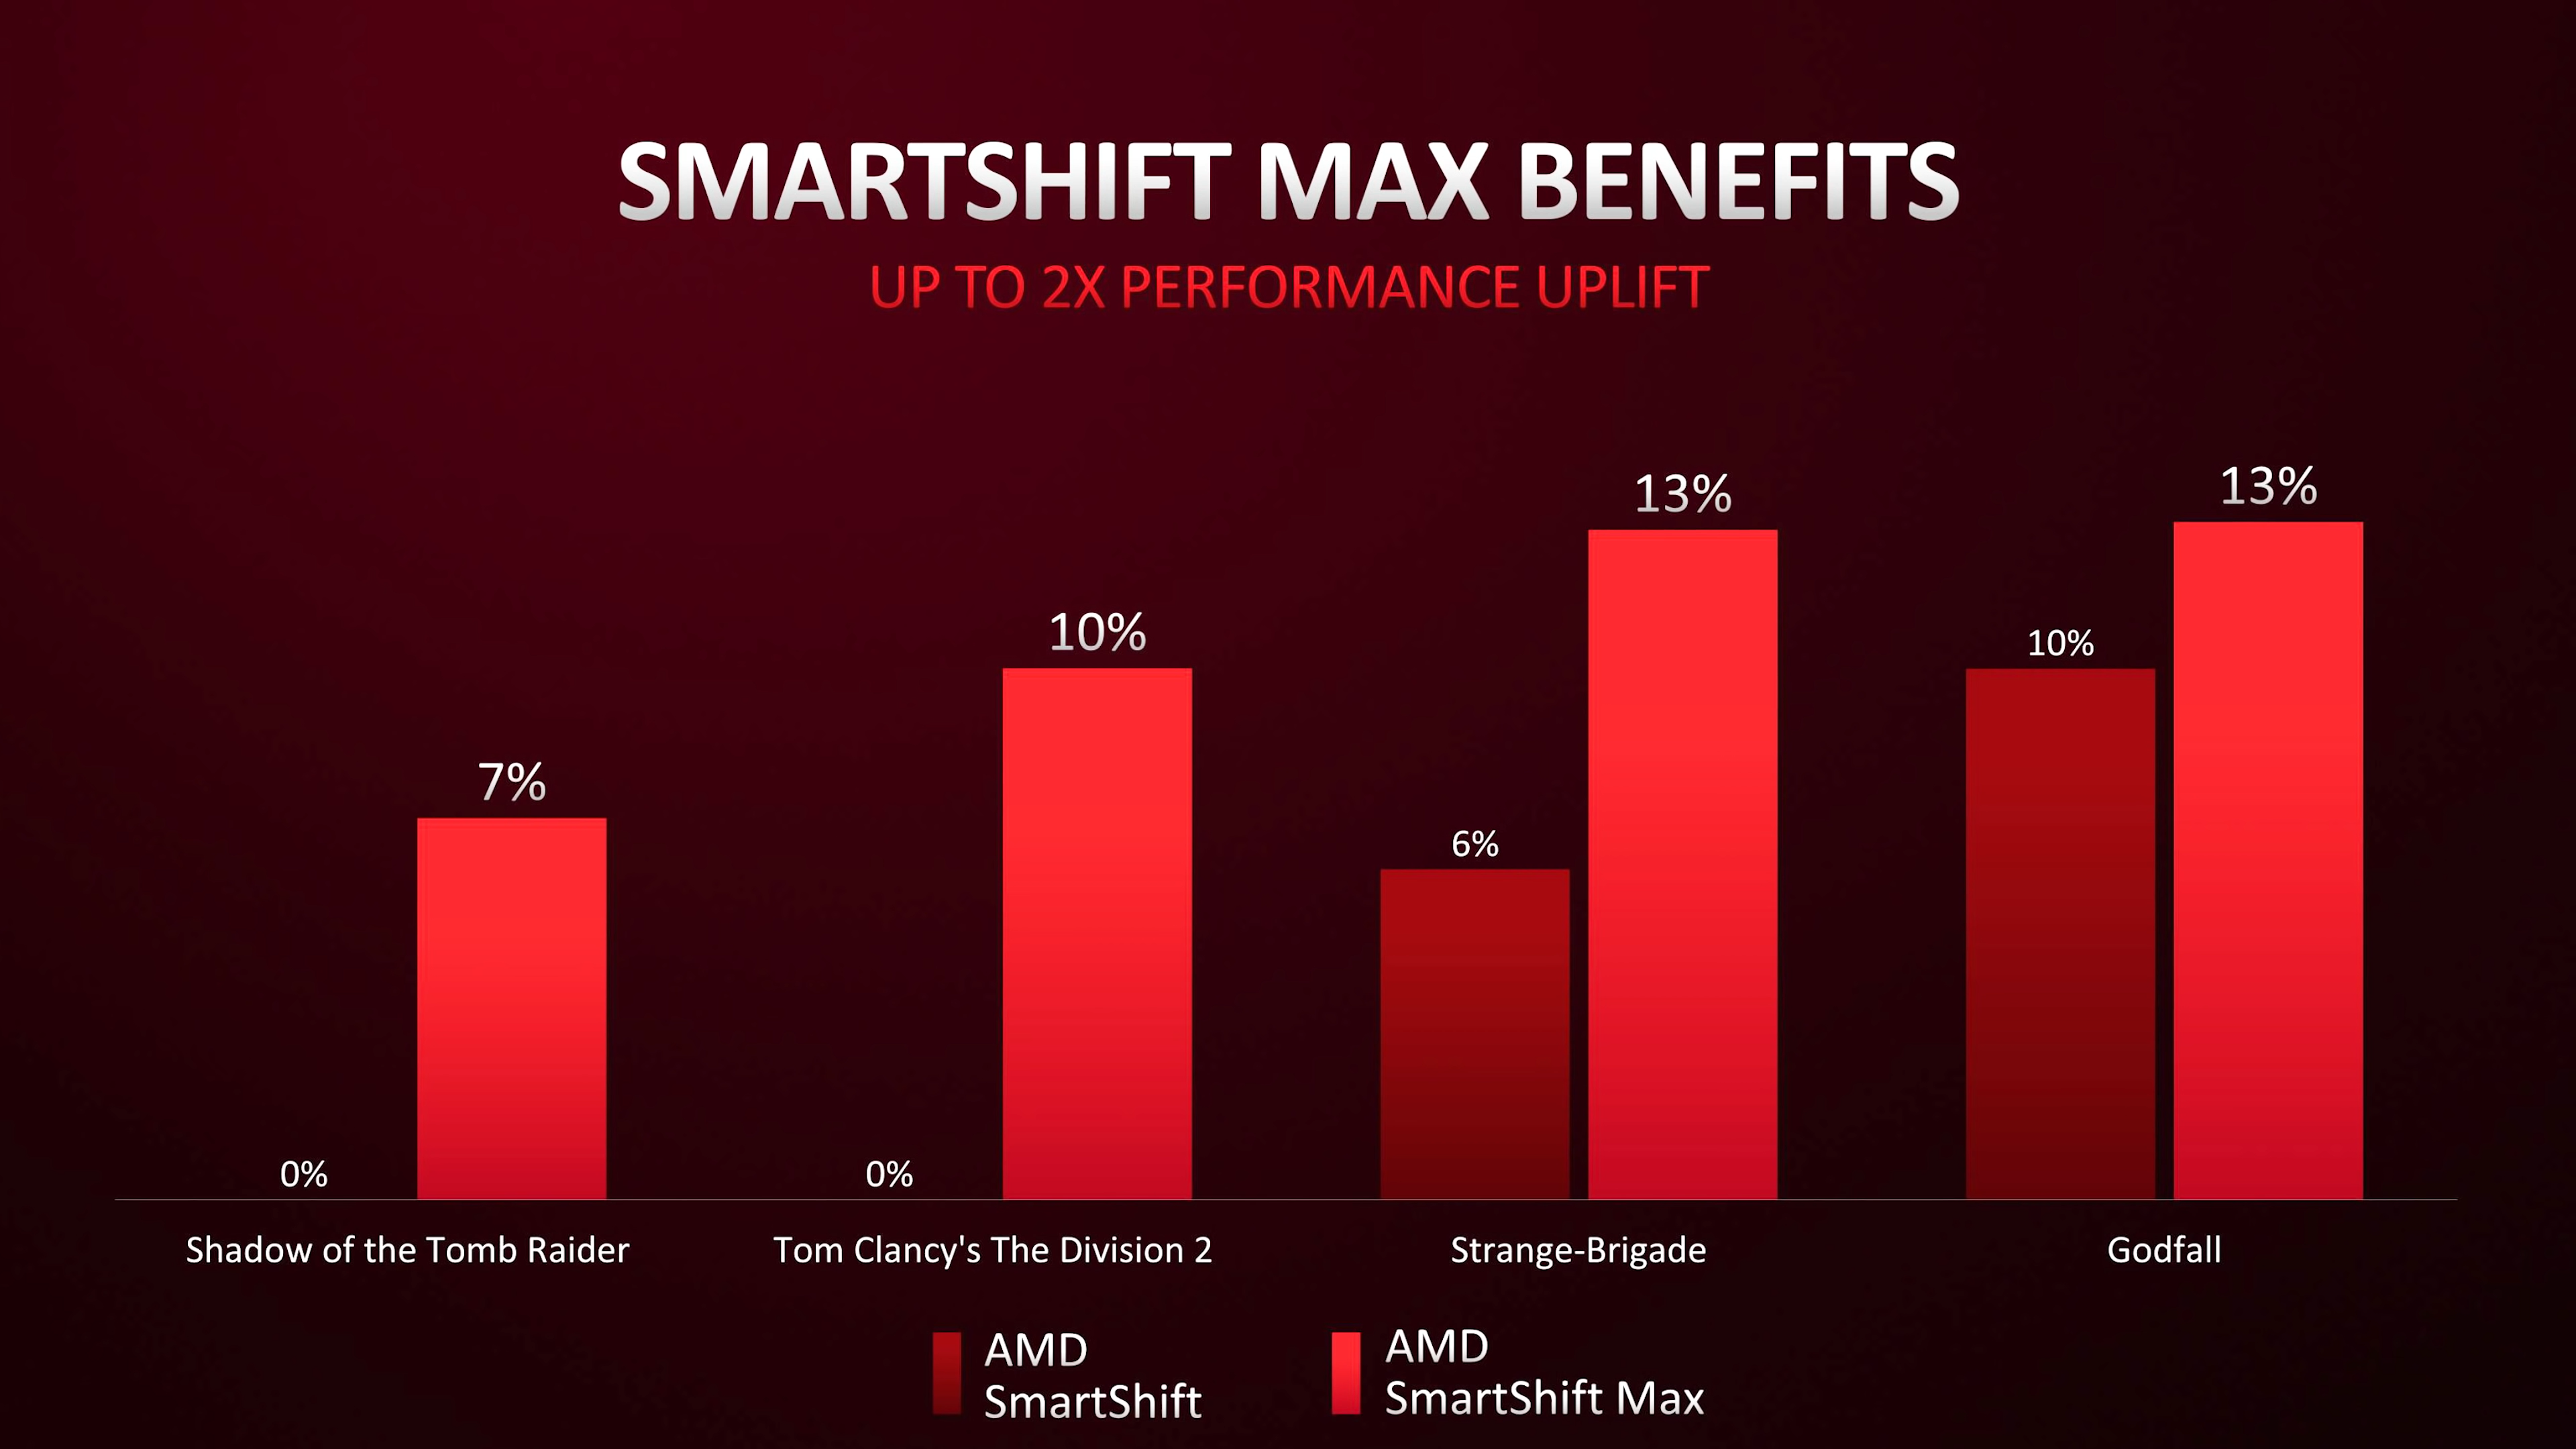 SMARTSHIFT MAX BENEFITS
UP TO 2X PERFORMANCE UPLIFT
0%
7%
0%
10%
6%
13%
10%
13%
Shadow of the Tomb Raider
Tom Clancy's The Division 2
Strange-Brigade
Godfall
AMD
SmartShift
AMD
SmartShift Max